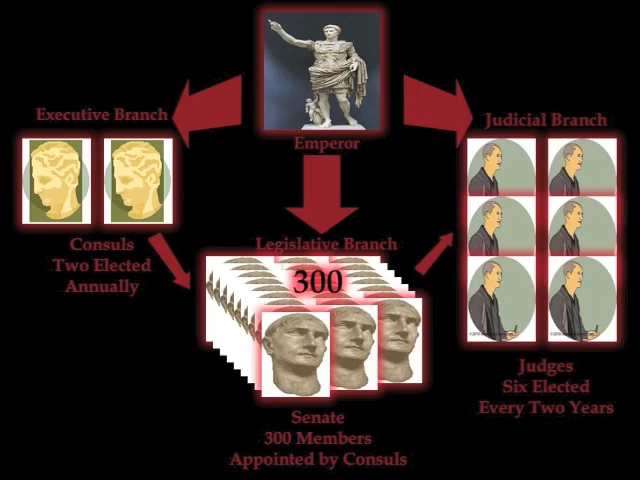 Executive Branch
Emperor
Judicial Branch
Consuls
Two Elected
Annually
Legislative Branch
300
Judges
Six Elected
Every Two Years
Senate
300 Members
Appointed by Consuls